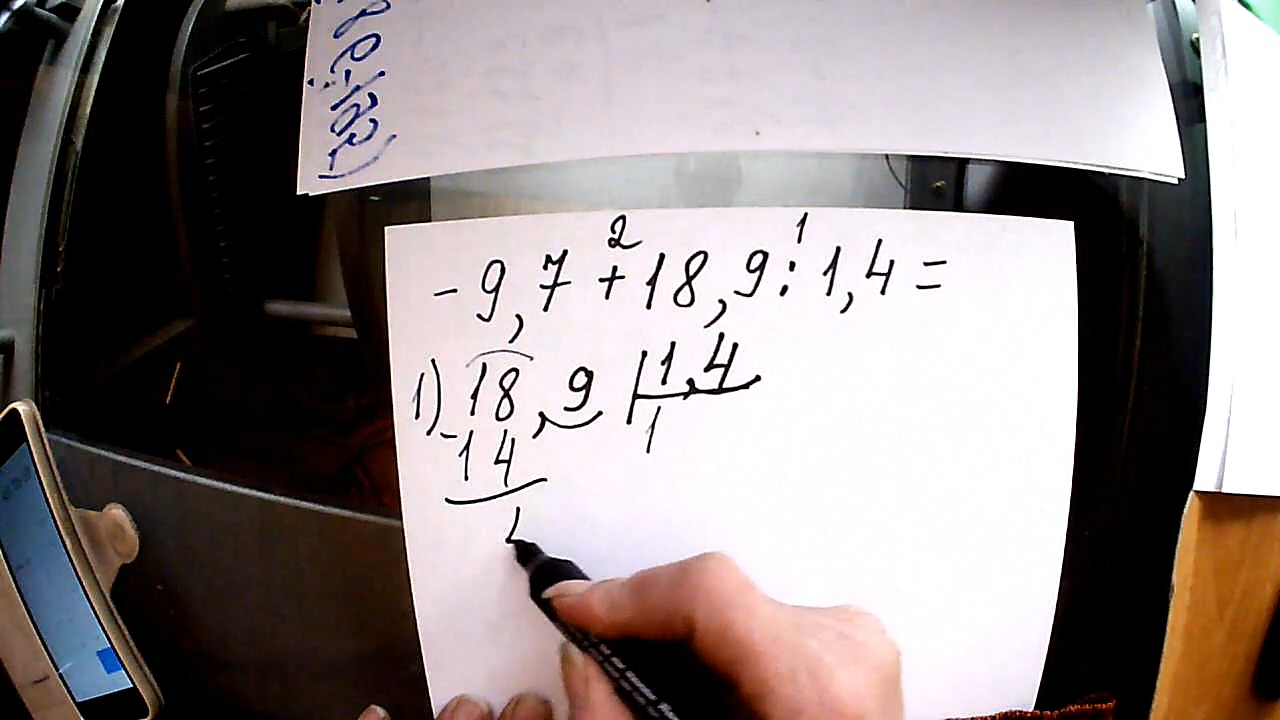 2 1
-9,7+18,9:1,4=
1) 18,9 | 1,4
-14 1